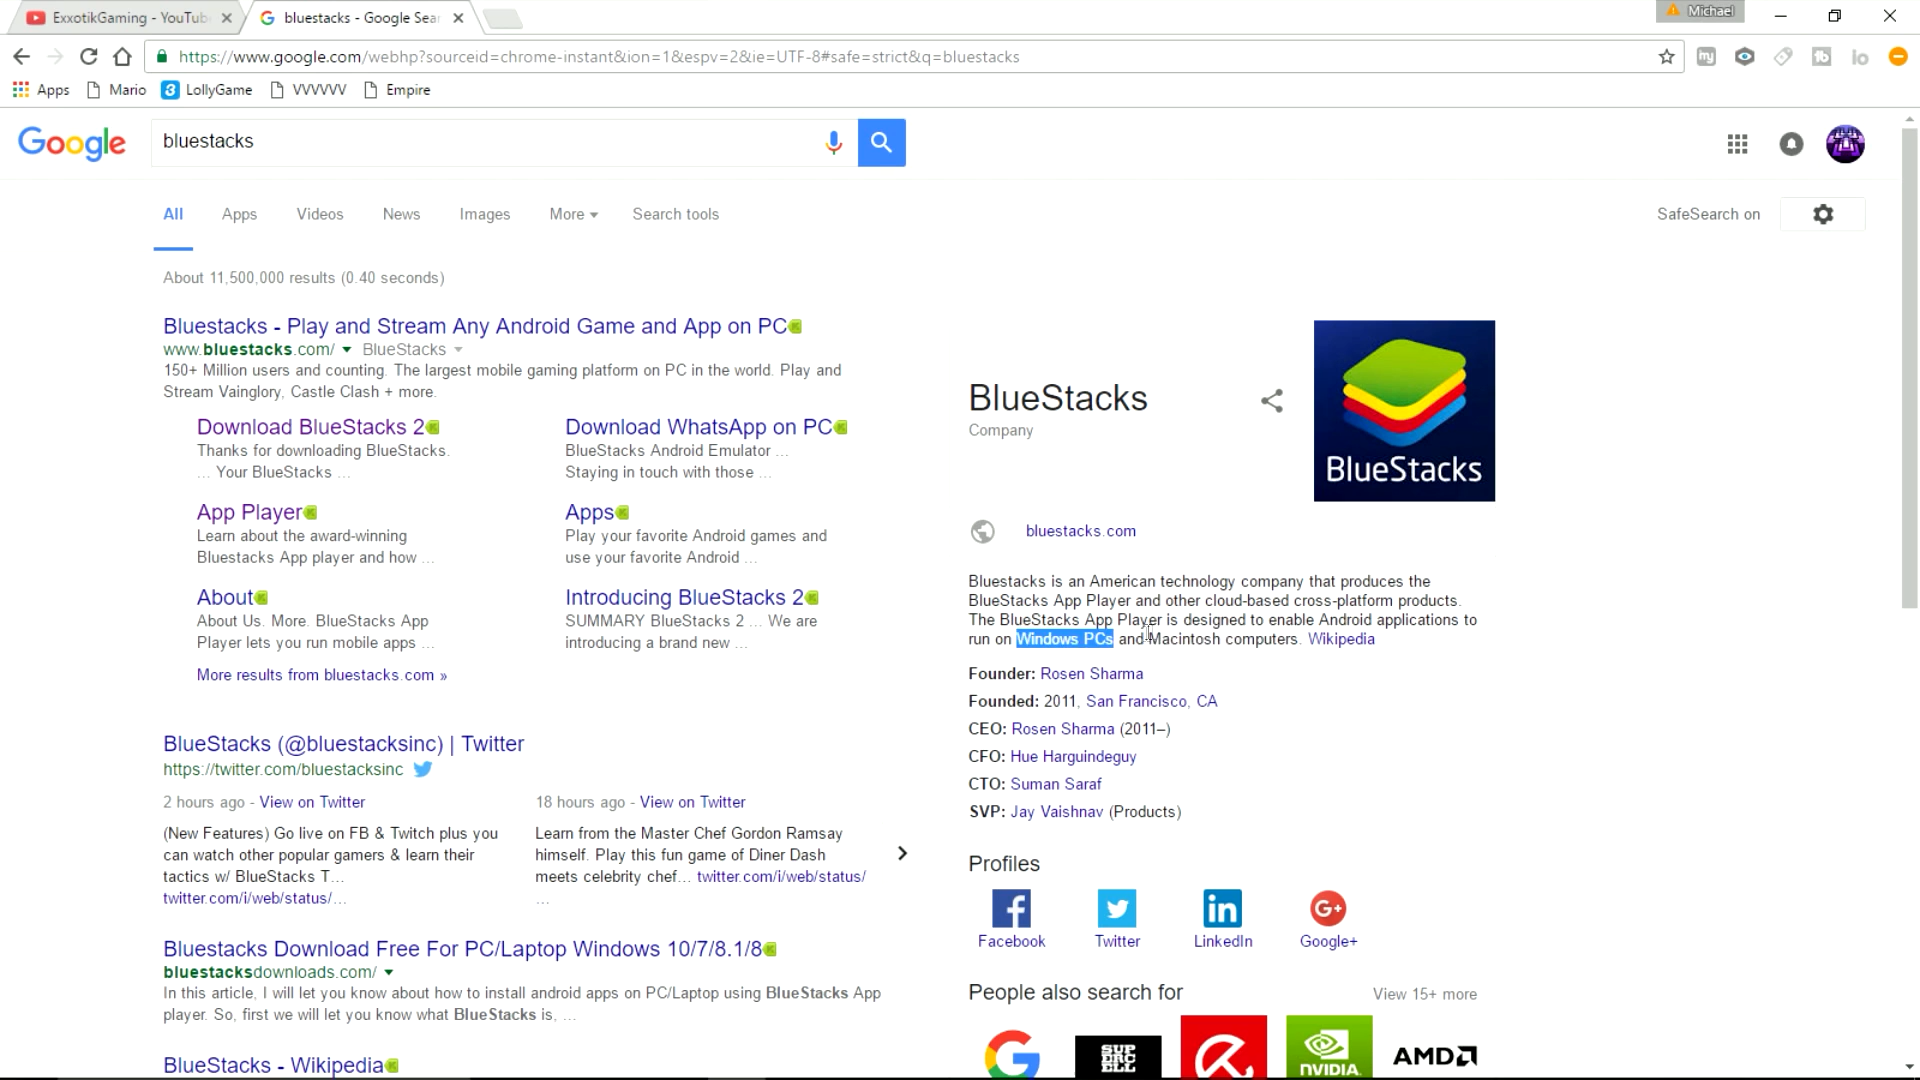 ExxotikGaming - YouTub
bluestacks - Google Sear
Michael
https://www.google.com/webhp?sourceid=chrome-instant&ion=1&espv=2&ie=UTF-8#safe=strict&q=bluestacks
Apps Mario LollyGame VVVVVV Empire
Google
bluestacks
All Apps Videos News Images More Search tools
SafeSearch on
About 11,500,000 results (0.40 seconds)
Bluestacks - Play and Stream Any Android Game and App on PC
www.bluestacks.com/ BlueStacks
150+ Million users and counting. The largest mobile gaming platform on PC in the world. Play and
Stream Vainglory, Castle Clash + more.
Download BlueStacks 2
Thanks for downloading BlueStacks.
... Your BlueStacks ...
Download WhatsApp on PC
BlueStacks Android Emulator ...
Staying in touch with those ...
App Player
Learn about the award-winning
Bluestacks App player and how ...
Apps
Play your favorite Android games and
use your favorite Android ...
About
About Us. More. BlueStacks App
Player lets you run mobile apps ...
Introducing BlueStacks 2
SUMMARY BlueStacks 2 ... We are
introducing a brand new ...
More results from bluestacks.com »
BlueStacks (@bluestacksinc) | Twitter
https://twitter.com/bluestacksinc
2 hours ago - View on Twitter
(New Features) Go live on FB & Twitch plus you
can watch other popular gamers & learn their
tactics w/ BlueStacks T...
twitter.com/i/web/status/...
18 hours ago - View on Twitter
Learn from the Master Chef Gordon Ramsay
himself. Play this fun game of Diner Dash
meets celebrity chef... twitter.com/i/web/status/
...
Bluestacks Download Free For PC/Laptop Windows 10/7/8.1/8
bluestacksdownloads.com/
In this article, I will let you know about how to install android apps on PC/Laptop using BlueStacks App
player. So, first we will let you know what BlueStacks is, ...
BlueStacks - Wikipedia
BlueStacks
Company
BlueStacks
bluestacks.com
Bluestacks is an American technology company that produces the
BlueStacks App Player and other cloud-based cross-platform products.
The BlueStacks App Player is designed to enable Android applications to
run on Windows PCs and Macintosh computers. Wikipedia
Founder: Rosen Sharma
Founded: 2011, San Francisco, CA
CEO: Rosen Sharma (2011–)
CFO: Hue Harguindeguy
CTO: Suman Saraf
SVP: Jay Vaishnav (Products)
Profiles
Facebook Twitter LinkedIn Google+
People also search for
View 15+ more
SUPERCELL
NVIDIA.
AMD